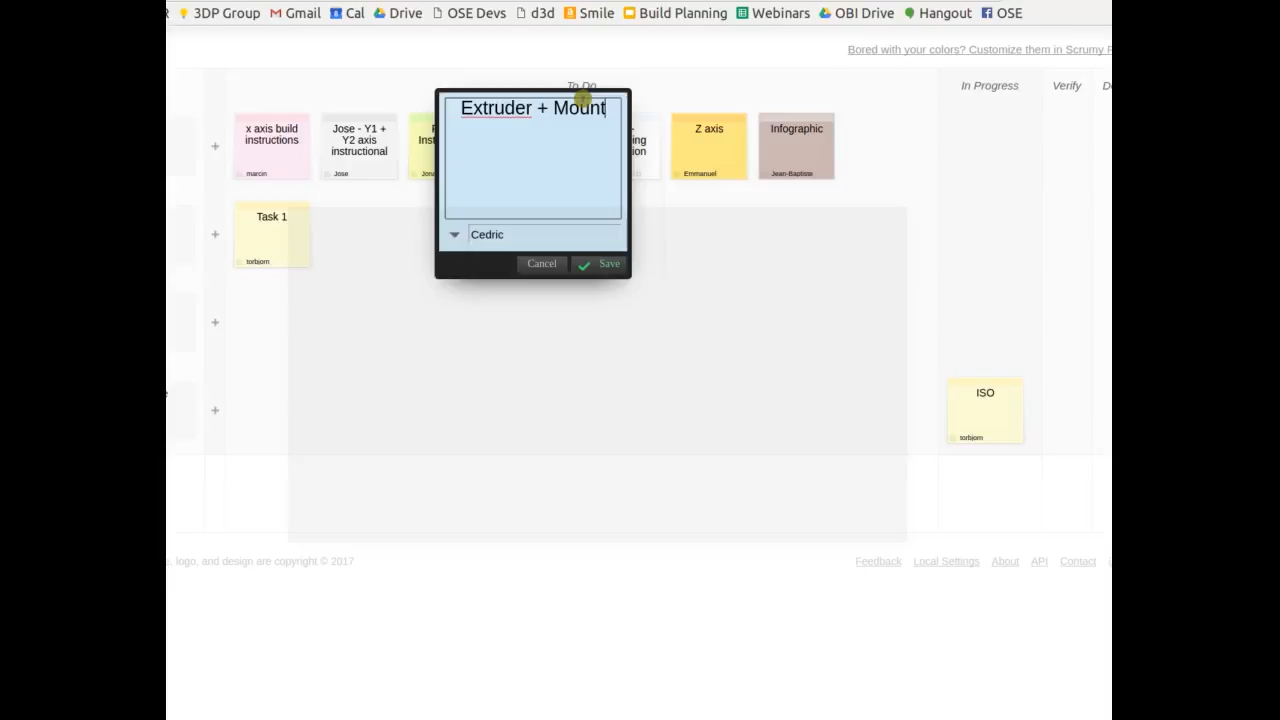 3DP Group Gmail Cal Drive OSE Devs d3d Smile Build Planning Webinars OBI Drive Hangout OSE
Bored with your colors? Customize them in Scrumy
To Do In Progress Verify
Extruder + Mount
x axis build
instructions
marcin
Jose - Y1 +
Y2 axis
instructional
Jose
Z axis
Emmanuel
Infographic
Jean-Baptiste
Cedric
Cancel Save
Task 1
torbjorn
ISO
torbjorn
logo, and design are copyright © 2017
Feedback Local Settings About API Contact